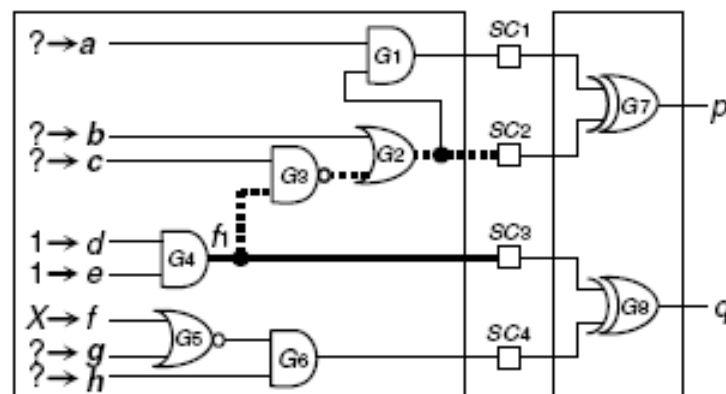 ?→a
G1
SC1
G7
p
?→b
?→c
G3
G2
SC2
f1
1→d
1→e
G4
SC3
X→f
?→g
?→h
G5
G6
SC4
G8
q